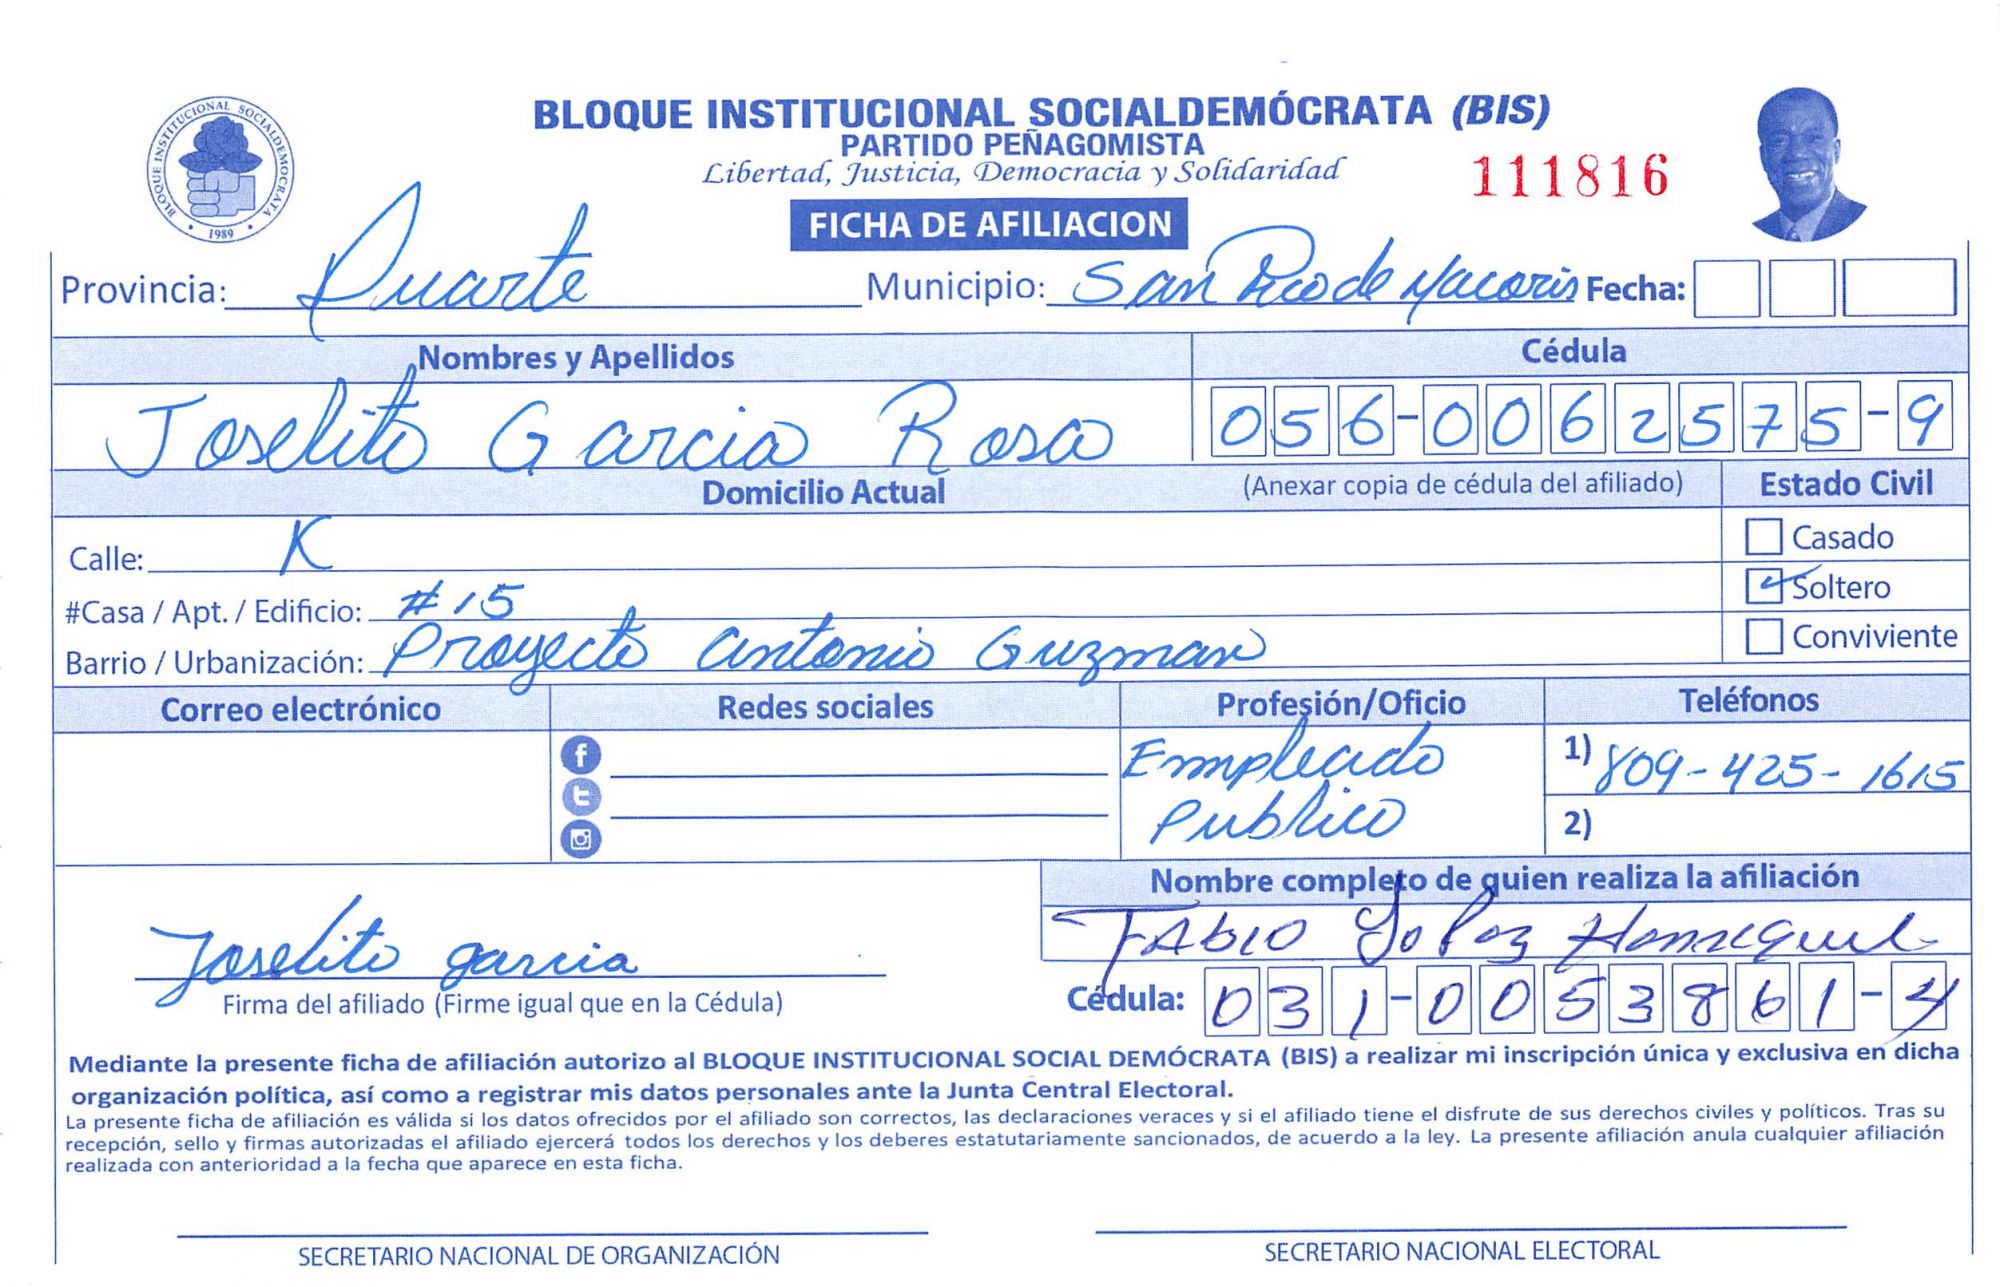 BLOQUE INSTITUCIONAL SOCIALDEMÓCRATA
1989
BLOQUE INSTITUCIONAL SOCIALDEMÓCRATA (BIS)
PARTIDO PEÑAGOMISTA
Libertad, Justicia, Democracia y Solidaridad
111816
FICHA DE AFILIACION
Provincia: Duarte Municipio: San Fco de Macoris Fecha:
Nombres y Apellidos Cédula
Joselito Garcia Rosa 056-0062575-9
Domicilio Actual (Anexar copia de cédula del afiliado) Estado Civil
Calle: K Casado
#Casa / Apt. / Edificio: #15 Soltero
Barrio / Urbanización: Proyecto Antonio Guzman Conviviente
Correo electrónico Redes sociales Profesión/Oficio Teléfonos
Empleado 1) 809-425-1615
Publico 2)
Nombre completo de quien realiza la afiliación
FAbIO
Joselito garcia
Firma del afiliado (Firme igual que en la Cédula) Cédula: 031-0053861-4
Mediante la presente ficha de afiliación autorizo al BLOQUE INSTITUCIONAL SOCIAL DEMÓCRATA (BIS) a realizar mi inscripción única y exclusiva en dicha
organización política, así como a registrar mis datos personales ante la Junta Central Electoral.
La presente ficha de afiliación es válida si los datos ofrecidos por el afiliado son correctos, las declaraciones veraces y si el afiliado tiene el disfrute de sus derechos civiles y políticos. Tras su
recepción, sello y firmas autorizadas el afiliado ejercerá todos los derechos y los deberes estatutariamente sancionados, de acuerdo a la ley. La presente afiliación anula cualquier afiliación
realizada con anterioridad a la fecha que aparece en esta ficha.
SECRETARIO NACIONAL DE ORGANIZACIÓN SECRETARIO NACIONAL ELECTORAL